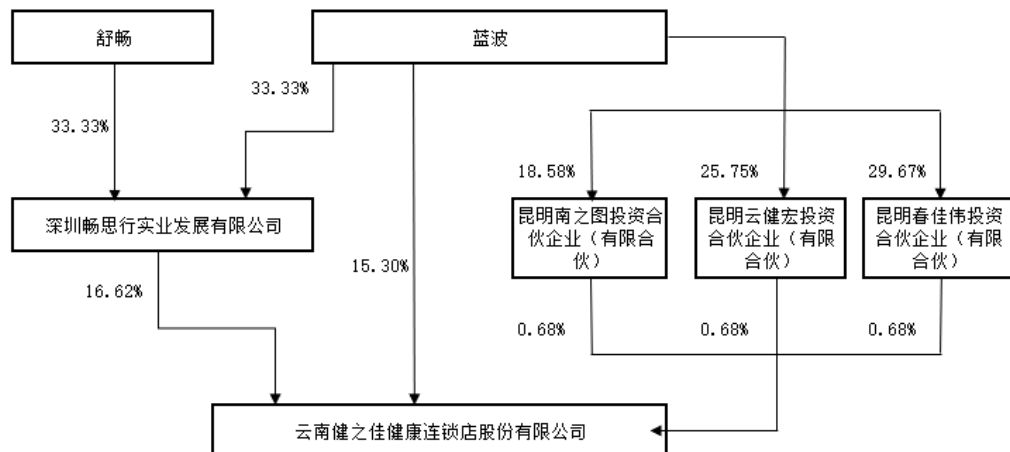 舒畅
蓝波
33.33%
33.33%
18.58%
25.75%
29.67%
深圳畅思行实业发展有限公司
昆明南之图投资合
伙企业（有限合
伙）
昆明云健宏投资
合伙企业（有限
合伙）
昆明春佳伟投资
合伙企业（有限
合伙）
15.30%
16.62%
0.68%
0.68%
0.68%
云南健之佳健康连锁店股份有限公司